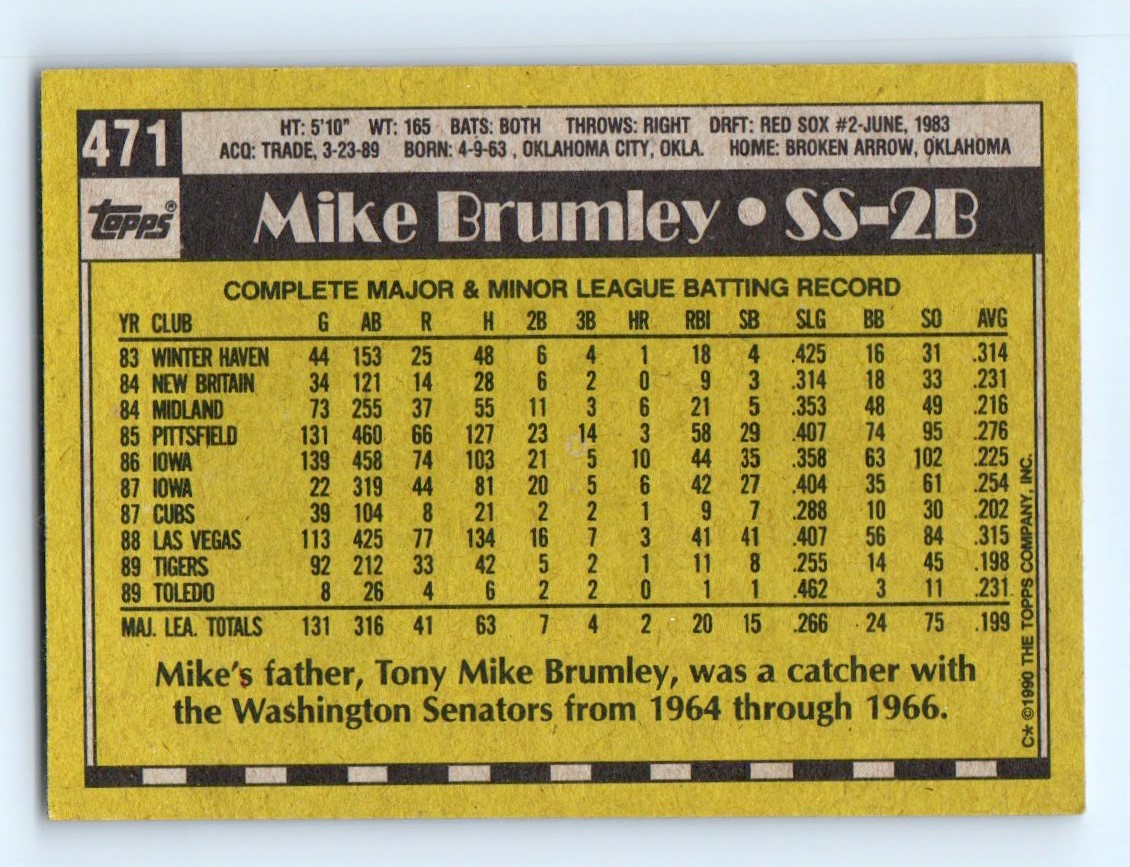 471
HT: 5'10" WT: 165 BATS: BOTH THROWS: RIGHT DRFT: RED SOX #2-JUNE, 1983
ACQ: TRADE, 3-23-89 BORN: 4-9-63 , OKLAHOMA CITY, OKLA. HOME: BROKEN ARROW, OKLAHOMA
Topps®
Mike Brumley • SS-2B
COMPLETE MAJOR & MINOR LEAGUE BATTING RECORD
YR CLUB G AB R H 2B 3B HR RBI SB SLG BB SO AVG
83 WINTER HAVEN 44 153 25 48 6 4 1 18 4 .425 16 31 .314
84 NEW BRITAIN 34 121 14 28 6 2 0 9 3 .314 18 33 .231
84 MIDLAND 73 255 37 55 11 3 6 21 5 .353 48 49 .216
85 PITTSFIELD 131 460 66 127 23 14 3 58 29 .407 74 95 .276
86 IOWA 139 458 74 103 21 5 10 44 35 .358 63 102 .225
87 IOWA 22 319 44 81 20 5 6 42 27 .404 35 61 .254
87 CUBS 39 104 8 21 2 2 1 9 7 .288 10 30 .202
88 LAS VEGAS 113 425 77 134 16 7 3 41 41 .407 56 84 .315
89 TIGERS 92 212 33 42 5 2 1 11 8 .255 14 45 .198
89 TOLEDO 8 26 4 6 2 2 0 1 1 .462 3 11 .231
MAJ. LEA. TOTALS 131 316 41 63 7 4 2 20 15 .266 24 75 .199
Mike's father, Tony Mike Brumley, was a catcher with
the Washington Senators from 1964 through 1966.
C* ©1990 THE TOPPS COMPANY, INC.